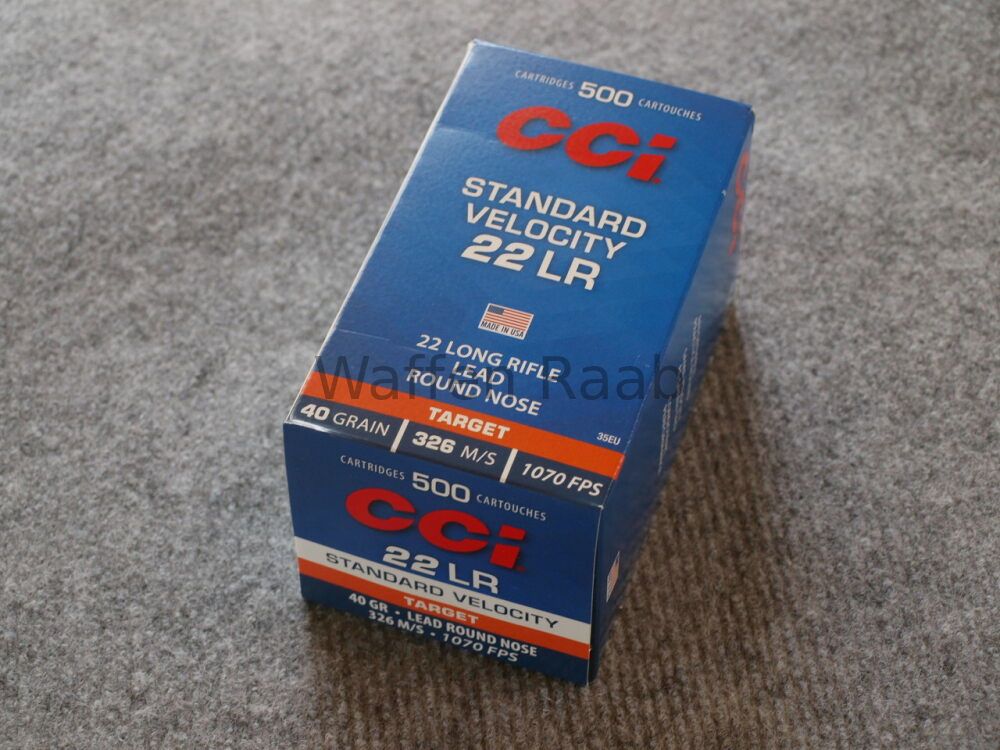 CARTRIDGES 500 CARTOUCHES
CCi
STANDARD
VELOCITY
22 LR
MADE IN USA
22 LONG RIFLE
LEAD
ROUND NOSE
Waffen Raab
TARGET
35EU
40 GRAIN | 326 M/S | 1070 FPS
CARTRIDGES 500 CARTOUCHES
CCi
22 LR
STANDARD VELOCITY
TARGET
40 GR • LEAD ROUND NOSE
326 M/S • 1070 FPS